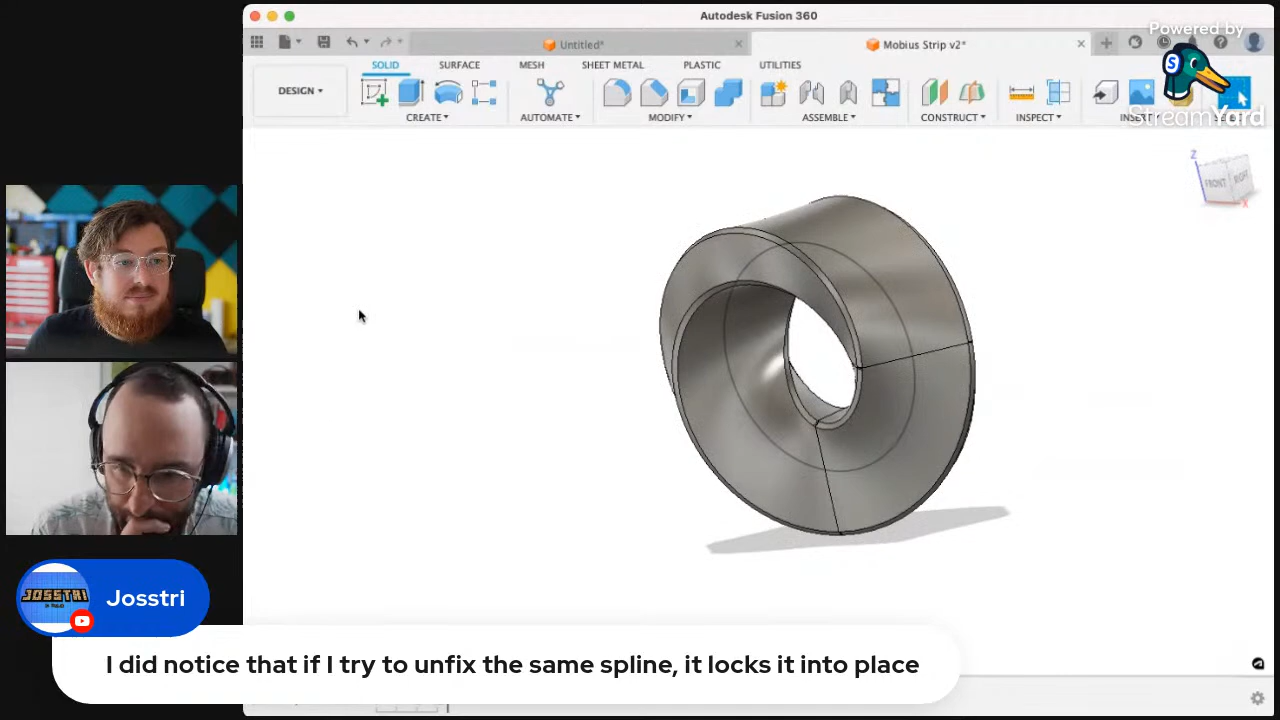 Autodesk Fusion 360
Powered by
Untitled*
Mobius Strip v2*
StreamYard
DESIGN
SOLID
SURFACE
MESH
SHEET METAL
PLASTIC
UTILITIES
CREATE
AUTOMATE
MODIFY
ASSEMBLE
CONSTRUCT
INSPECT
INSERT
Z
FRONT
RIGHT
X
JOSSTRI
Josstri
I did notice that if I try to unfix the same spline, it locks it into place